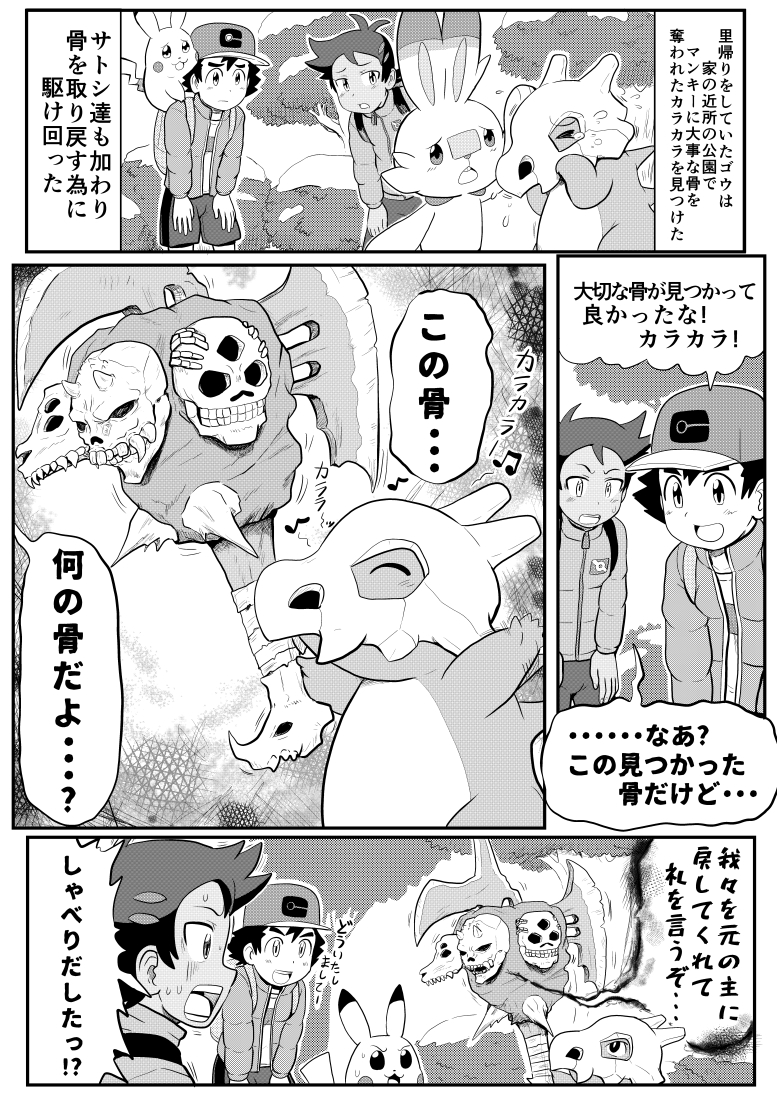 里帰りをしていたゴウは
家の近所の公園で
マンキーに大事な骨を
奪われたカラカラを見つけた
サトシ達も加わり
骨を取り戻す為に
駆け回った
大切な骨が見つかって
良かったな!
カラカラ!
・・・・・・なあ?
この見つかった
骨だけど・・・
カラカラ♪
この骨・・・
カララ~
何の骨だよ・・・・?
我々を元の主に
戻してくれて
礼を言うぞ・・・
どういたし
ましてー
しゃべりだしたっ!?